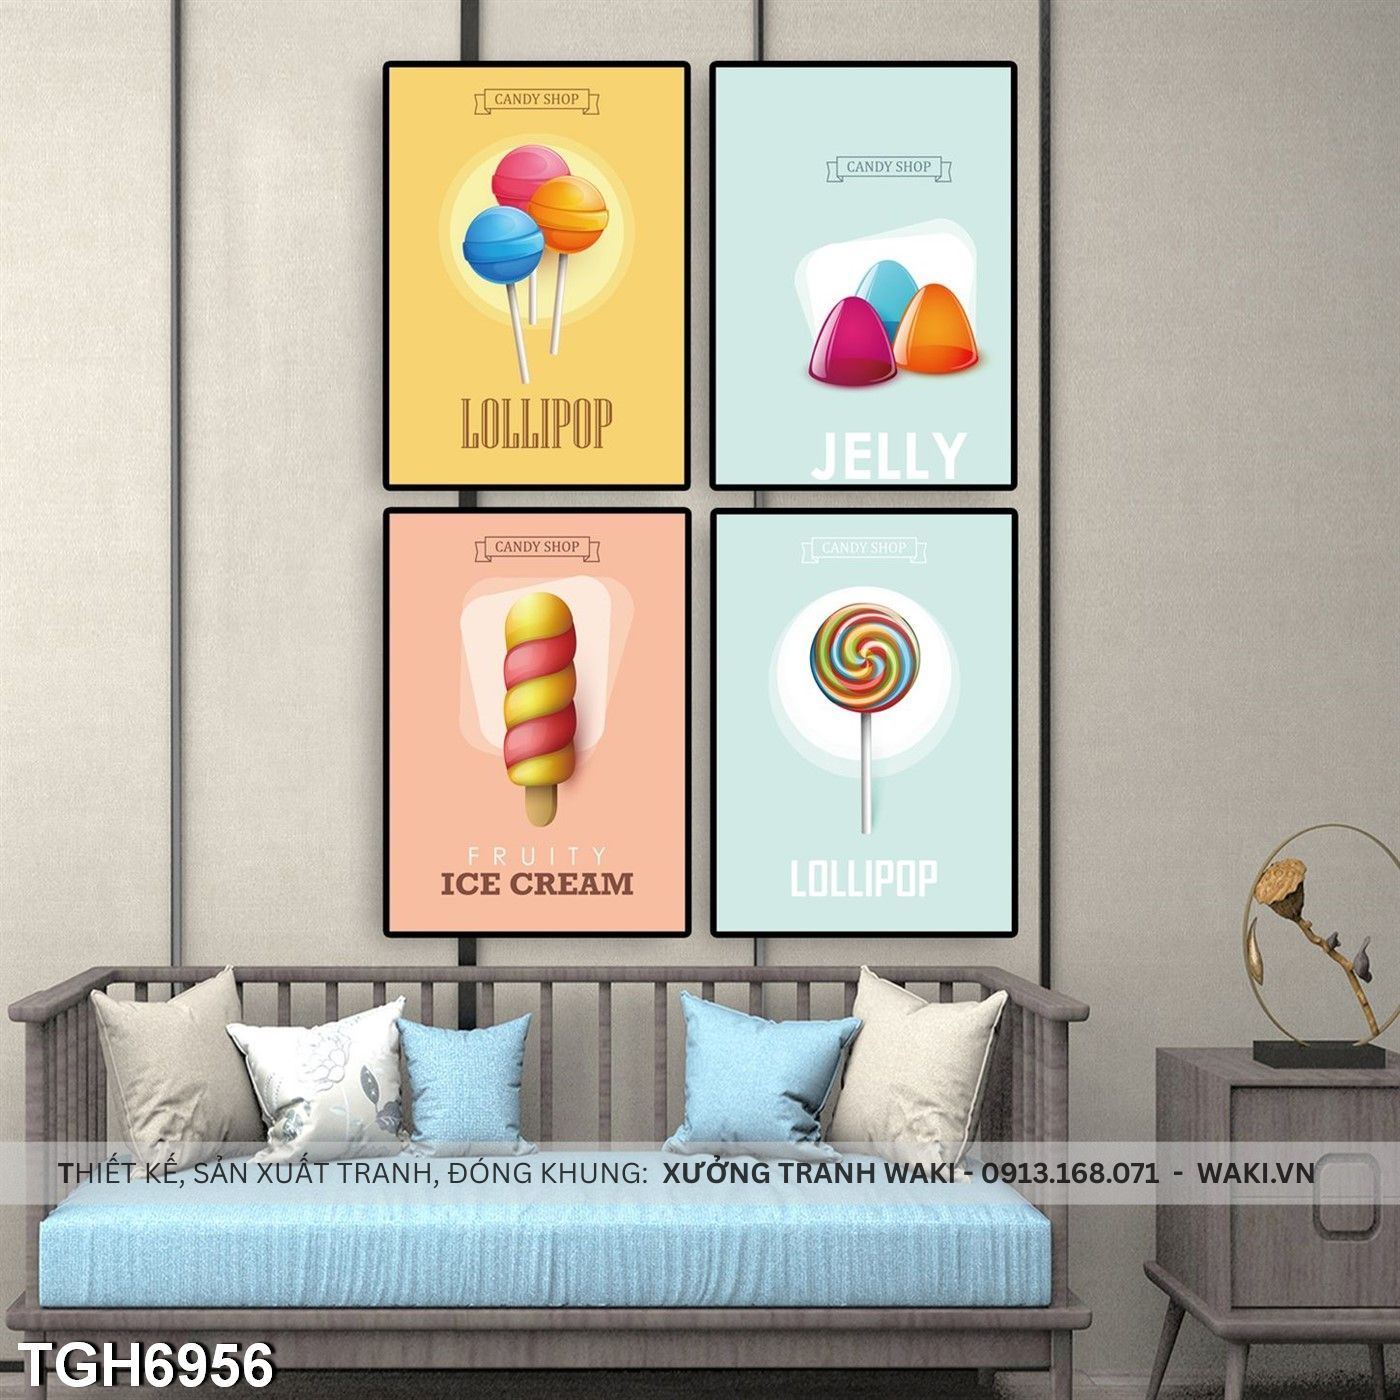 CANDY SHOP
LOLLIPOP
CANDY SHOP
JELLY
CANDY SHOP
FRUITY
ICE CREAM
CANDY SHOP
LOLLIPOP
THIẾT KẾ, SẢN XUẤT TRANH, ĐÓNG KHUNG: XƯỞNG TRANH WAKI - 0913.168.071 - WAKI.VN
TGH6956